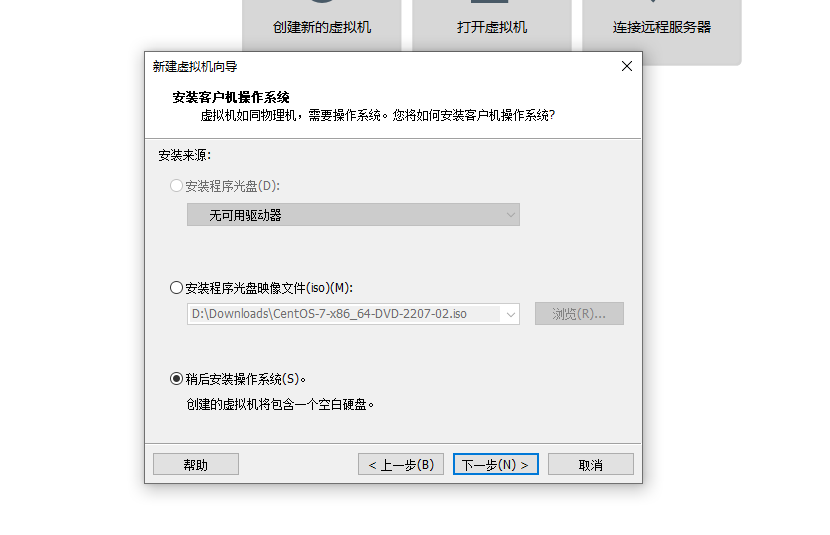 创建新的虚拟机 打开虚拟机 连接远程服务器
新建虚拟机向导
安装客户机操作系统
虚拟机如同物理机，需要操作系统。您将如何安装客户机操作系统?
安装来源:
安装程序光盘(D):
无可用驱动器
安装程序光盘映像文件(iso)(M):
D:\Downloads\CentOS-7-x86_64-DVD-2207-02.iso 浏览(R)...
稍后安装操作系统(S)。
创建的虚拟机将包含一个空白硬盘。
帮助 < 上一步(B) 下一步(N) > 取消